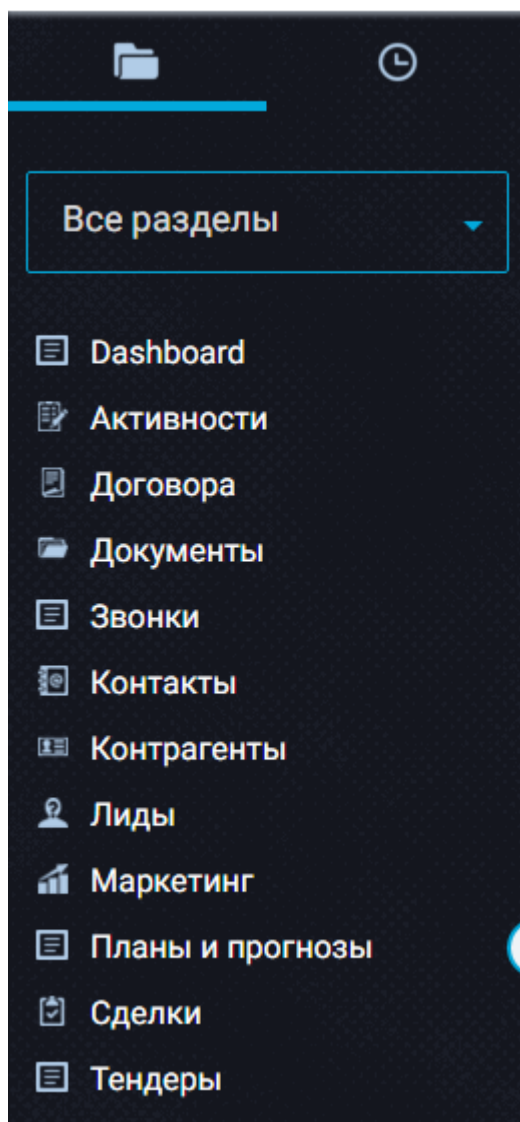 Все разделы
Dashboard
Активности
Договора
Документы
Звонки
Контакты
Контрагенты
Лиды
Маркетинг
Планы и прогнозы
Сделки
Тендеры